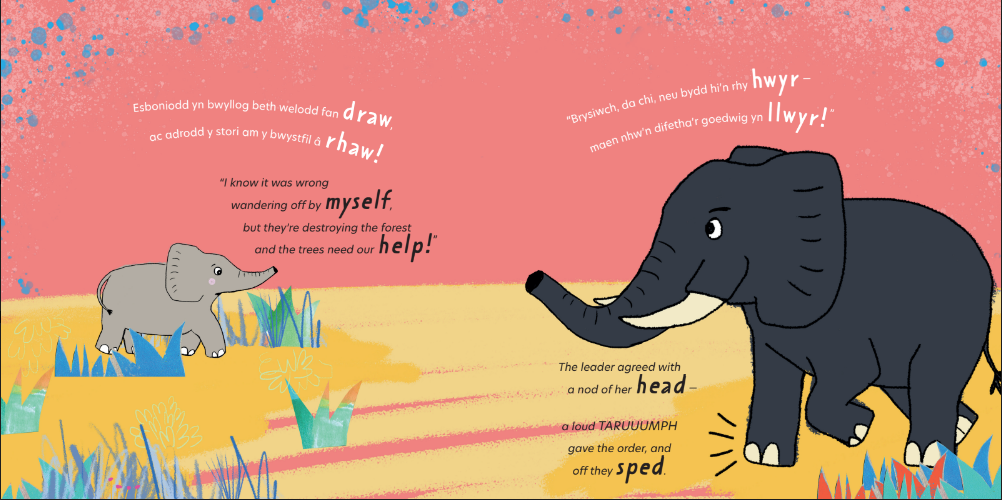 Esboniodd yn bwyllog beth welodd fan draw,
ac adrodd y stori am y bwystfil â rhaw!
“I know it was wrong
wandering off by myself,
but they're destroying the forest
and the trees need our help!”
“Brysiwch, da chi, neu bydd hi'n rhy hwyr –
maen nhw'n difetha'r goedwig yn llwyr!”
The leader agreed with
a nod of her head –
a loud TARUUUMPH
gave the order, and
off they sped.